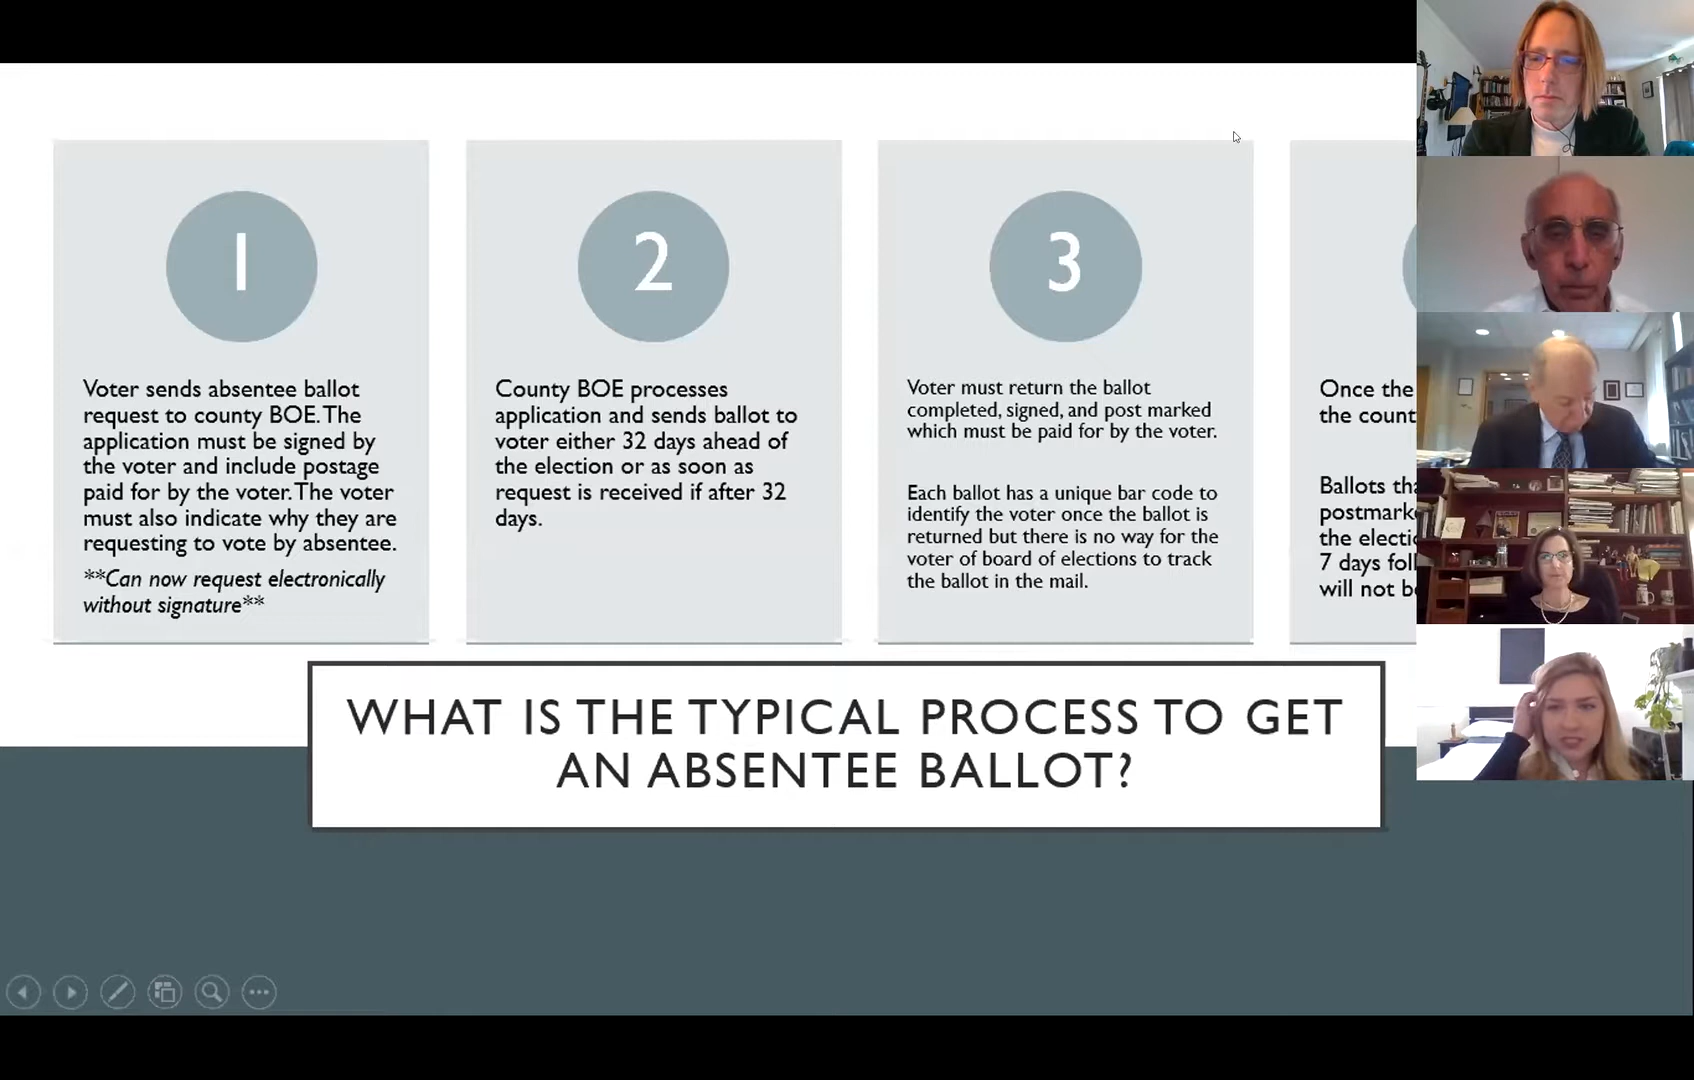 1
Voter sends absentee ballot
request to county BOE. The
application must be signed by
the voter and include postage
paid for by the voter. The voter
must also indicate why they are
requesting to vote by absentee.
**Can now request electronically
without signature**
2
County BOE processes
application and sends ballot to
voter either 32 days ahead of
the election or as soon as
request is received if after 32
days.
3
Voter must return the ballot
completed, signed, and post marked
which must be paid for by the voter.
Each ballot has a unique bar code to
identify the voter once the ballot is
returned but there is no way for the
voter of board of elections to track
the ballot in the mail.
Once the
the count
Ballots tha
postmark
the electi
7 days foll
will not b
WHAT IS THE TYPICAL PROCESS TO GET
AN ABSENTEE BALLOT?